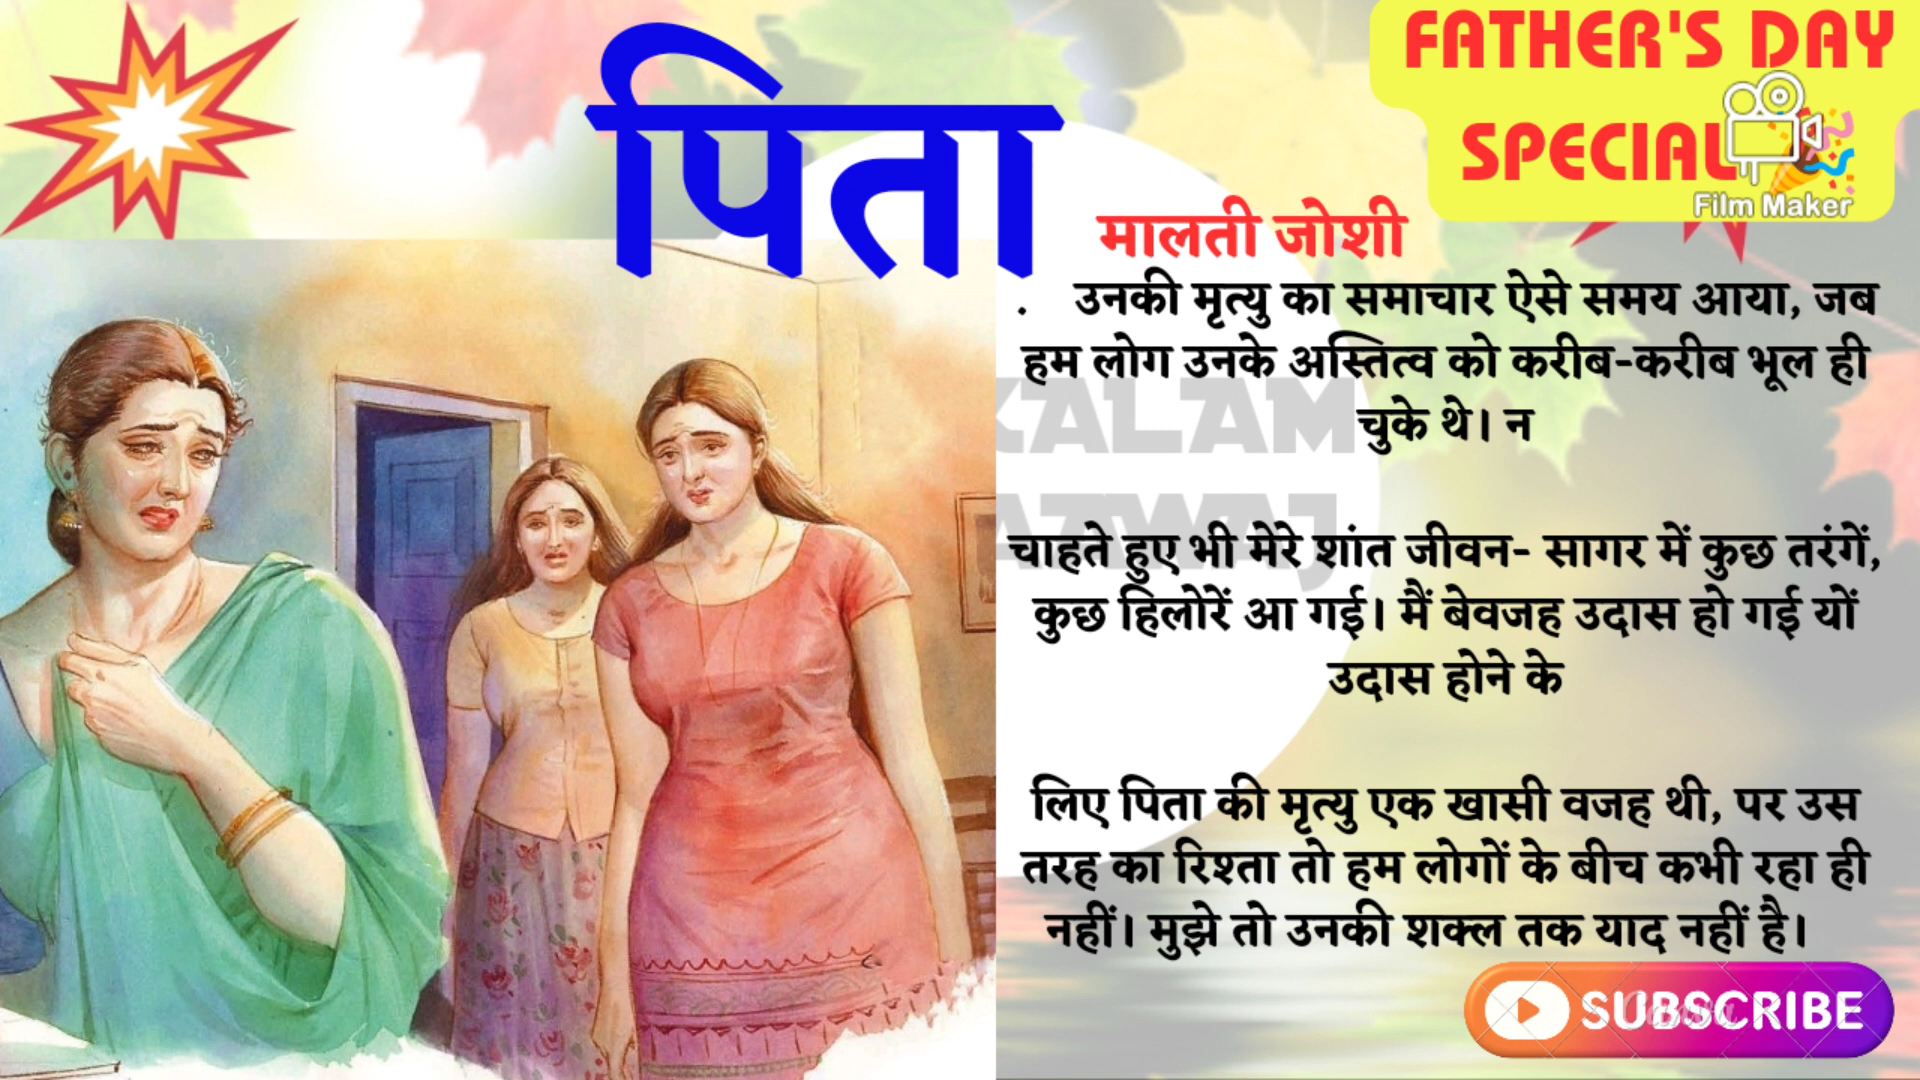 पिता
FATHER'S DAY
SPECIAL
Film Maker
मालती जोशी
. उनकी मृत्यु का समाचार ऐसे समय आया, जब
हम लोग उनके अस्तित्व को करीब-करीब भूल ही
चुके थे। न
चाहते हुए भी मेरे शांत जीवन- सागर में कुछ तरंगें,
कुछ हिलोरें आ गई। मैं बेवजह उदास हो गई यों
उदास होने के
लिए पिता की मृत्यु एक खासी वजह थी, पर उस
तरह का रिश्ता तो हम लोगों के बीच कभी रहा ही
नहीं। मुझे तो उनकी शक्ल तक याद नहीं है।
KALAM
SUBSCRIBE
Canva